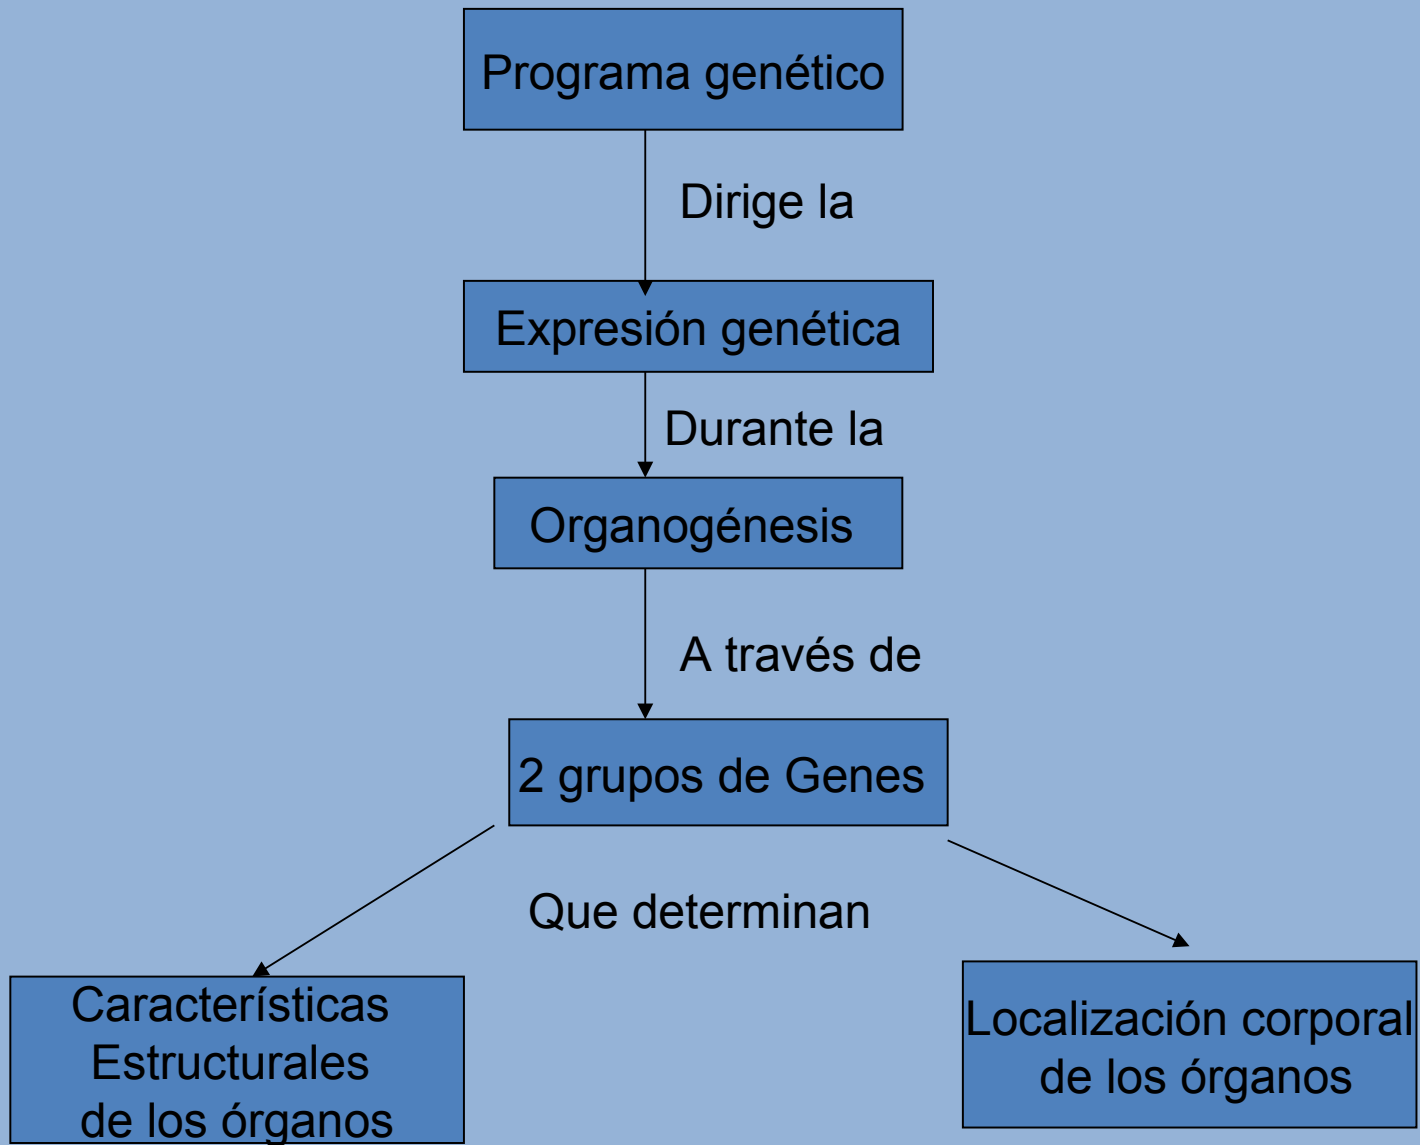 Programa genético
Dirige la
Expresión genética
Durante la
Organogénesis
A través de
2 grupos de Genes
Que determinan
Características
Estructurales
de los órganos
Localización corporal
de los órganos